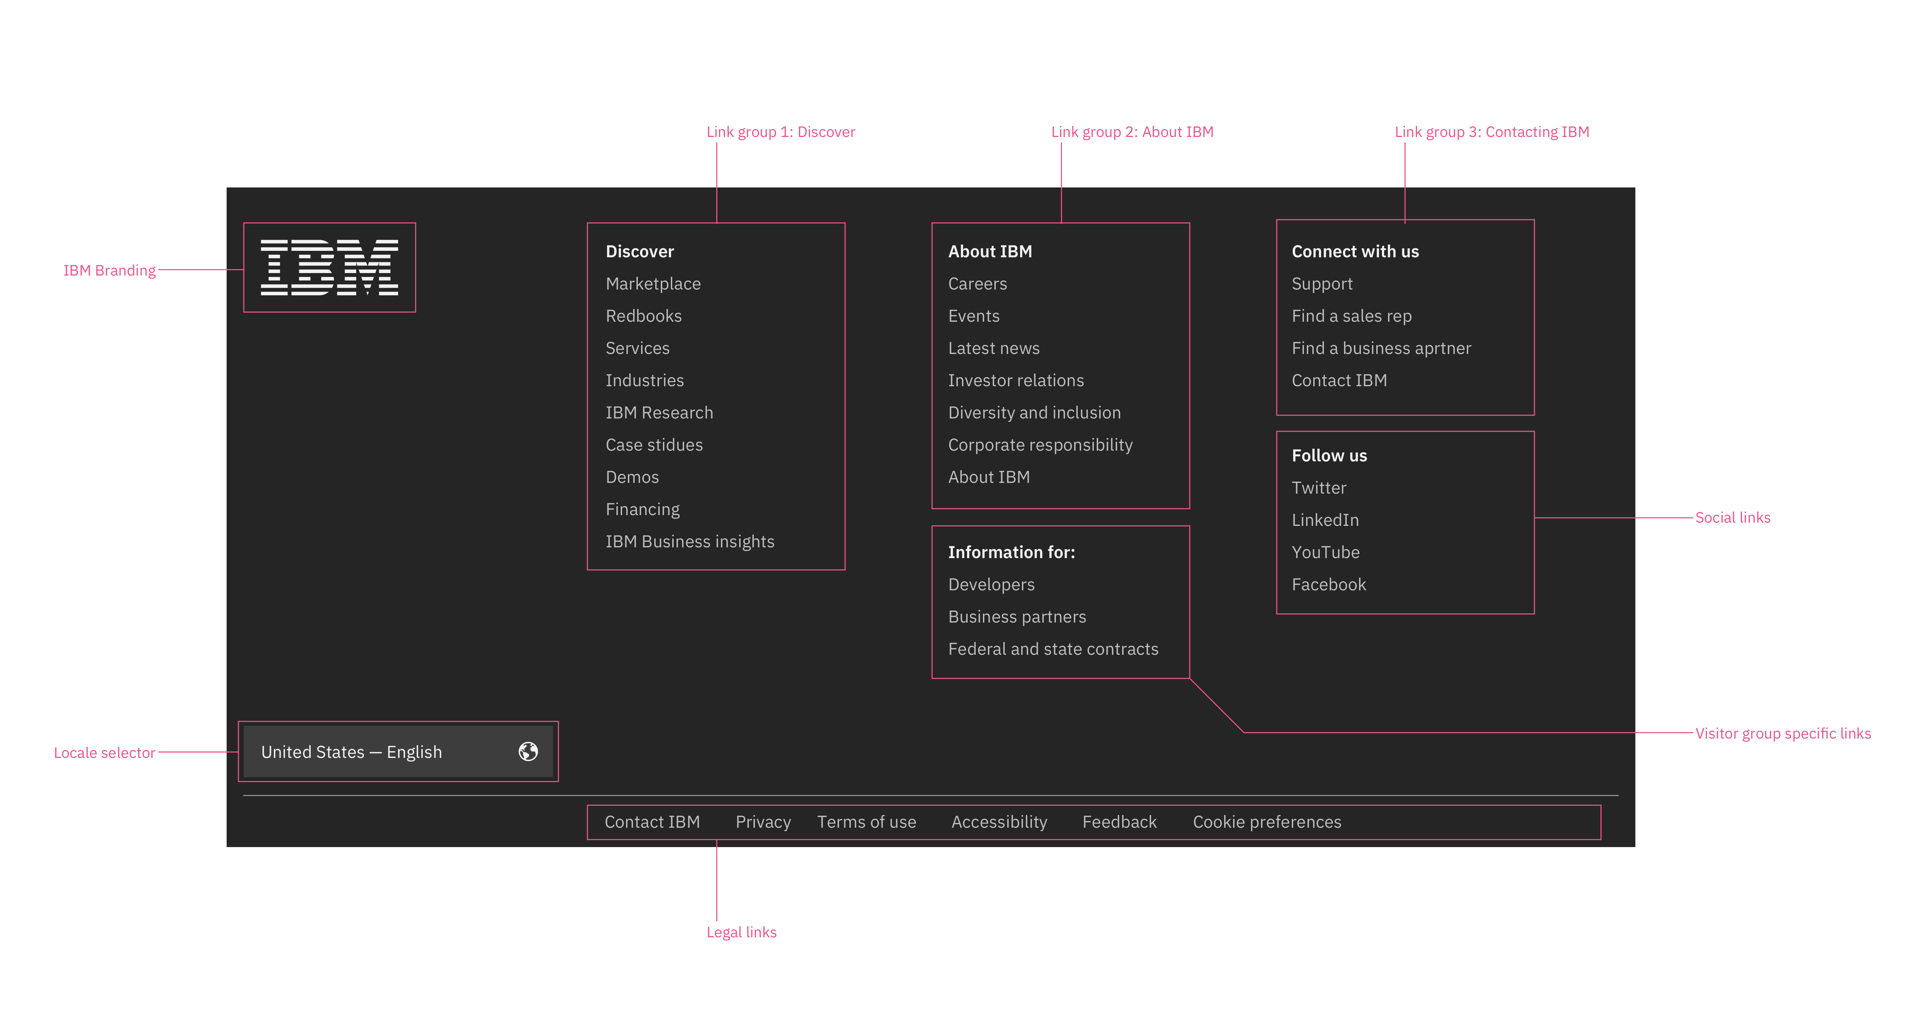 Link group 1: Discover
Link group 2: About IBM
Link group 3: Contacting IBM
IBM Branding
IBM
Discover
Marketplace
Redbooks
Services
Industries
IBM Research
Case stidues
Demos
Financing
IBM Business insights
About IBM
Careers
Events
Latest news
Investor relations
Diversity and inclusion
Corporate responsibility
About IBM
Information for:
Developers
Business partners
Federal and state contracts
Connect with us
Support
Find a sales rep
Find a business aprtner
Contact IBM
Follow us
Twitter
LinkedIn
YouTube
Facebook
Social links
Visitor group specific links
Locale selector
United States — English
Contact IBM Privacy Terms of use Accessibility Feedback Cookie preferences
Legal links